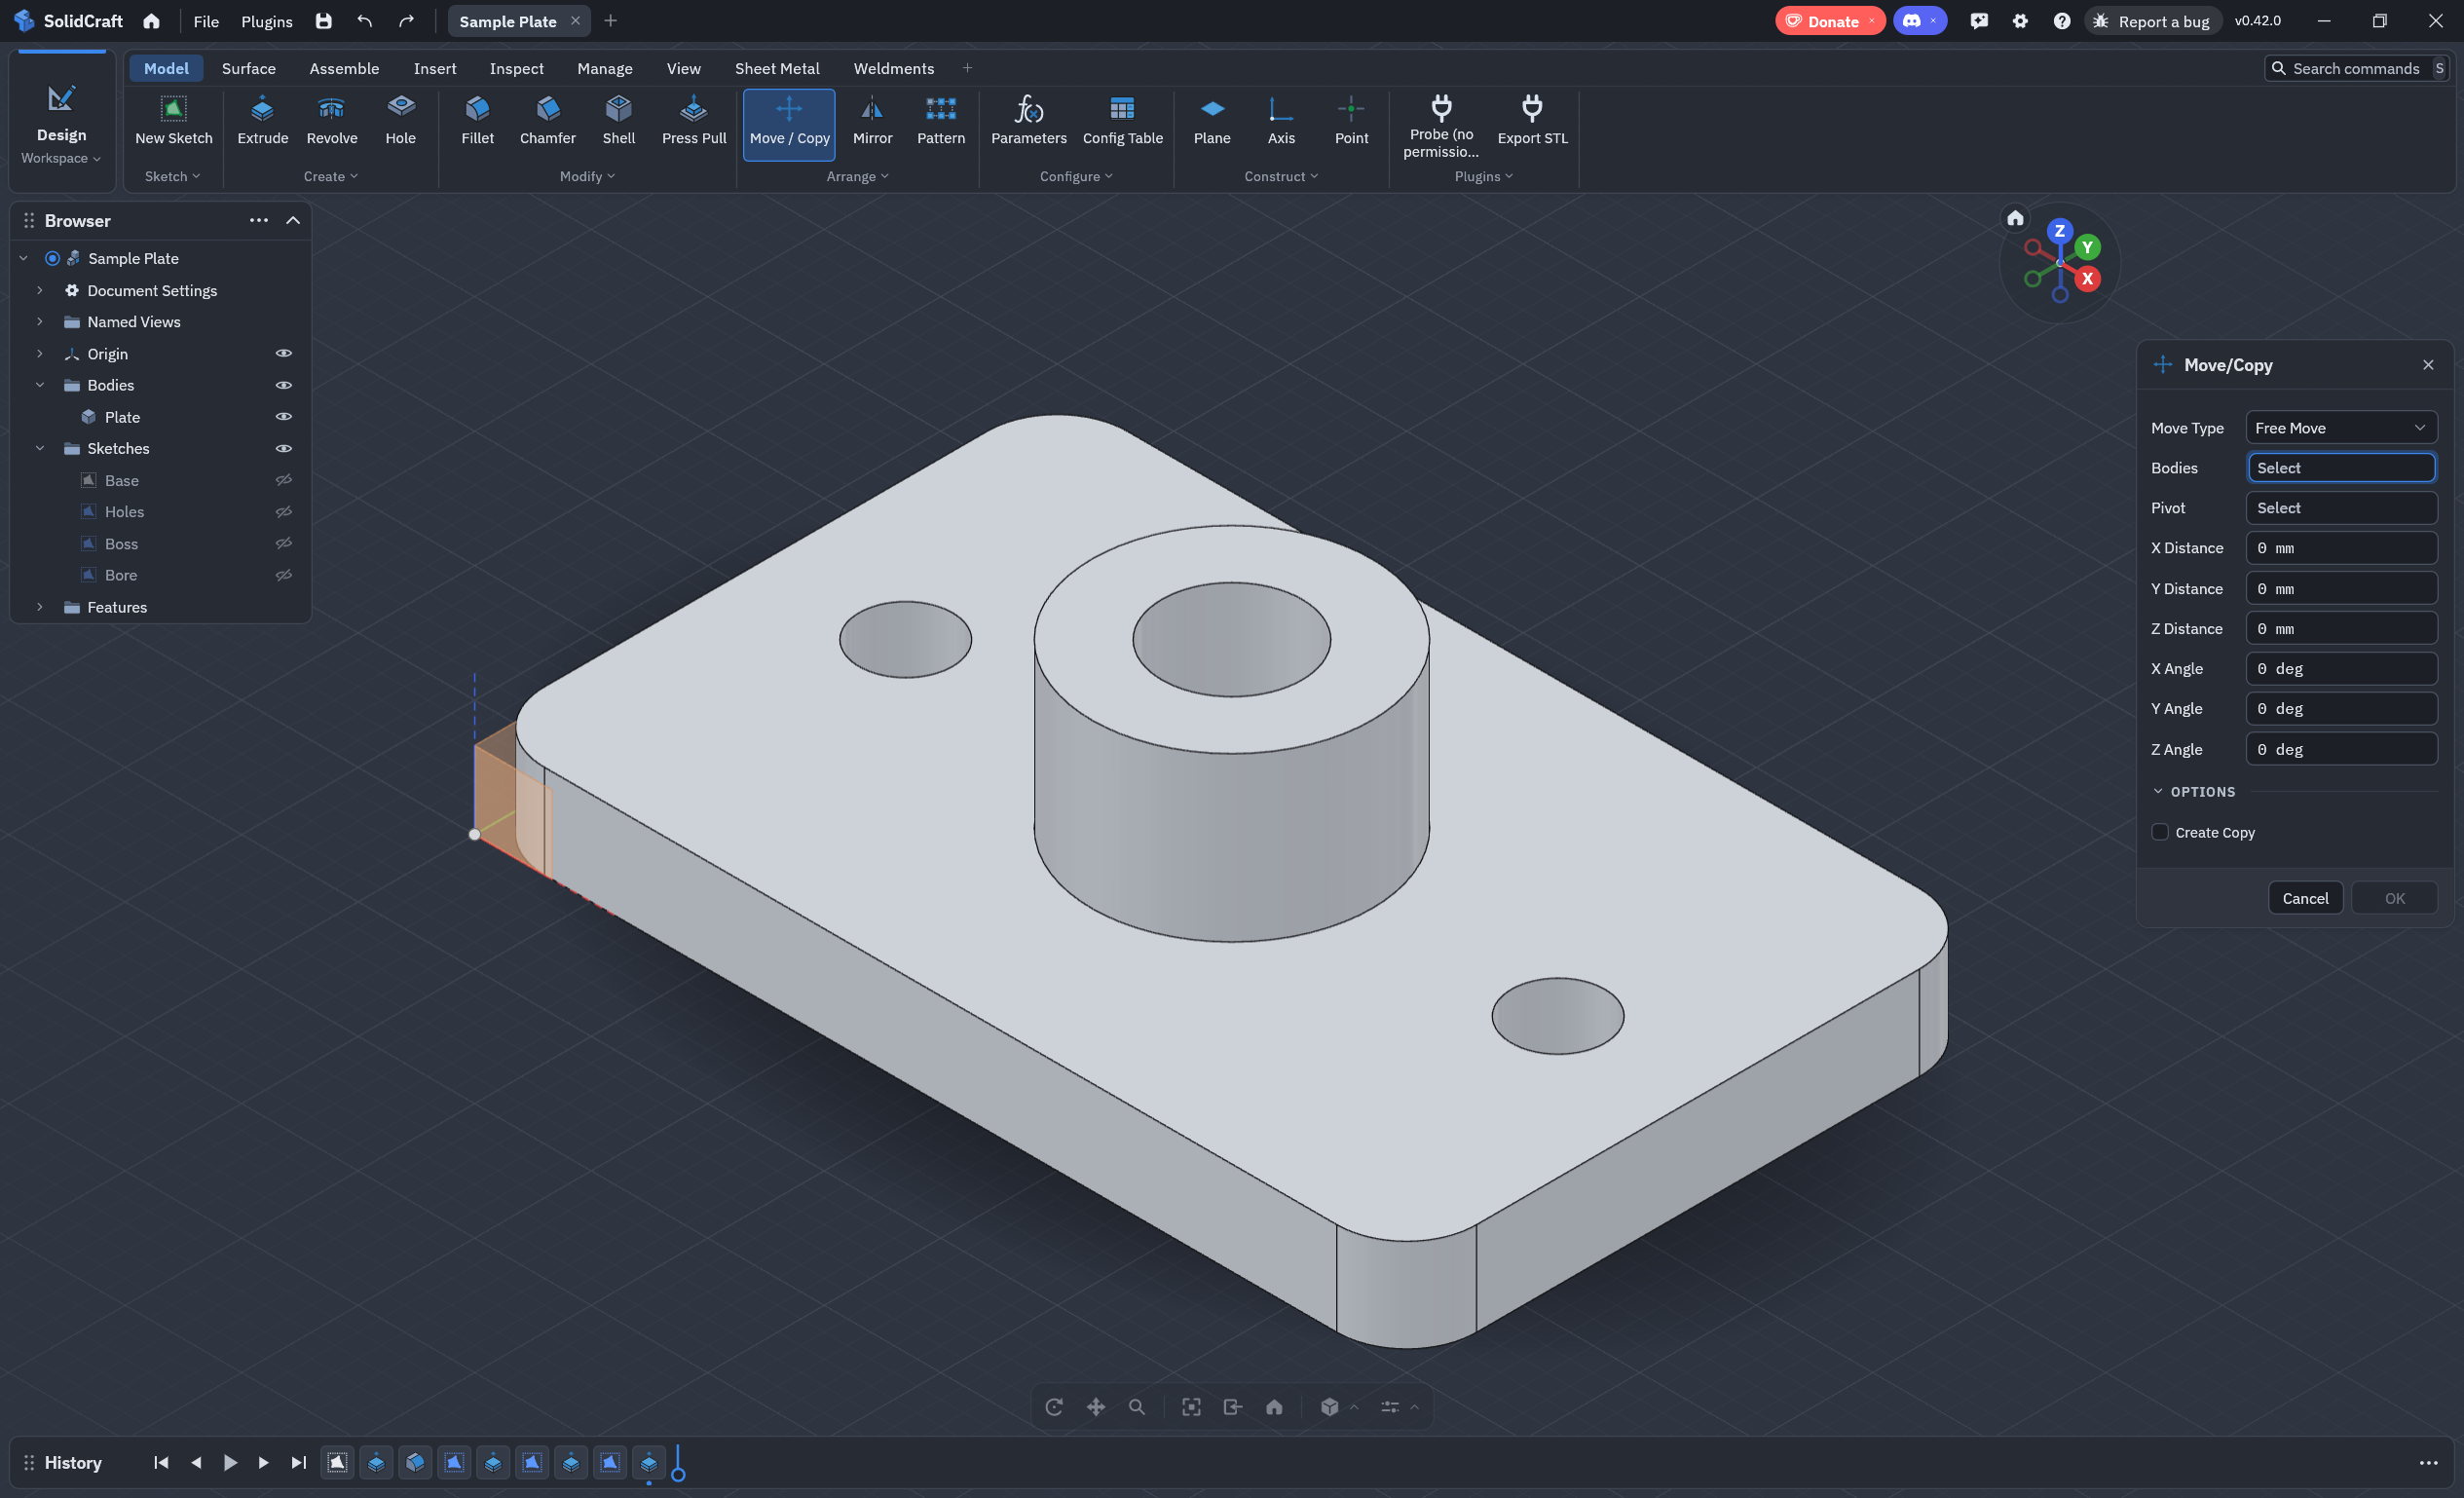 SolidCraft
File
Plugins
Sample Plate
Donate
Report a bug
v0.42.0
Design
Workspace
Model
Surface
Assemble
Insert
Inspect
Manage
View
Sheet Metal
Weldments
Search commands
S
New Sketch
Extrude
Revolve
Hole
Fillet
Chamfer
Shell
Press Pull
Move / Copy
Mirror
Pattern
Parameters
Config Table
Plane
Axis
Point
Probe (no
permissio...
Export STL
Sketch
Create
Modify
Arrange
Configure
Construct
Plugins
Browser
Sample Plate
Document Settings
Named Views
Origin
Bodies
Plate
Sketches
Base
Holes
Boss
Bore
Features
Z
Y
X
Move/Copy
Move Type
Free Move
Bodies
Select
Pivot
Select
X Distance
0 mm
Y Distance
0 mm
Z Distance
0 mm
X Angle
0 deg
Y Angle
0 deg
Z Angle
0 deg
OPTIONS
Create Copy
Cancel
OK
History